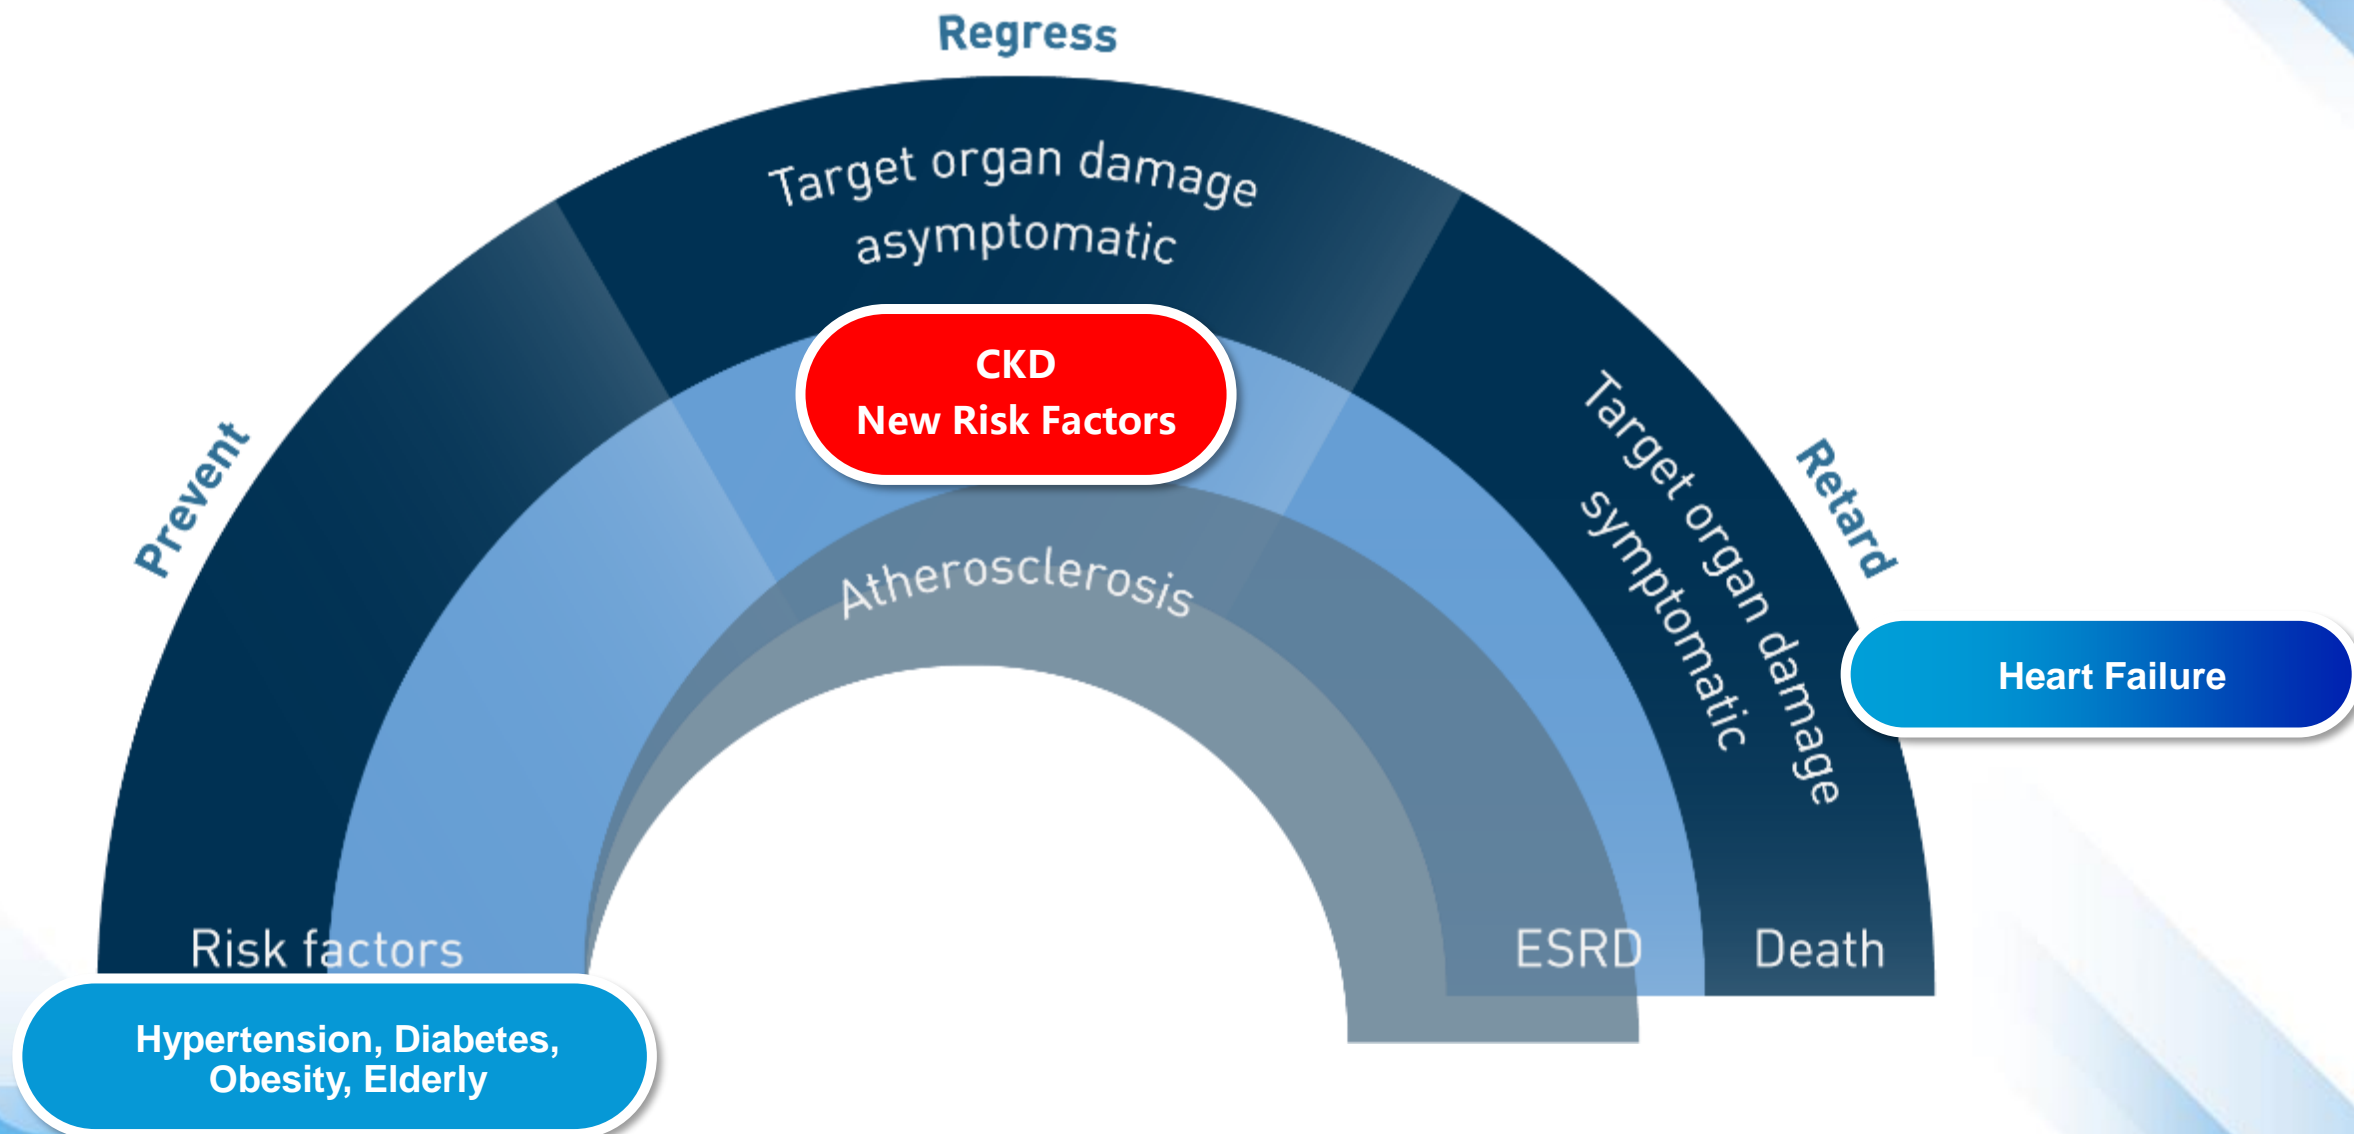 Regress
Target organ damage
asymptomatic
CKD
New Risk Factors
Prevent
Retard
Target organ damage
symptomatic
Atherosclerosis
Heart Failure
Risk factors
ESRD
Death
Hypertension, Diabetes,
Obesity, Elderly